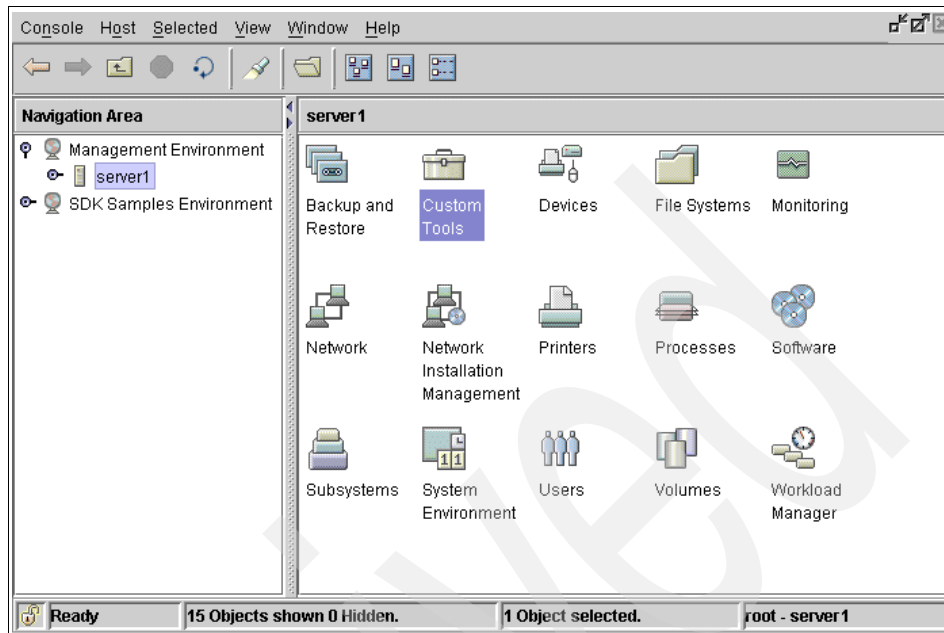 Console Host Selected View Window Help
Navigation Area
server1
Management Environment
server1
SDK Samples Environment
Backup and
Restore
Custom
Tools
Devices
File Systems
Monitoring
Network
Network
Installation
Management
Printers
Processes
Software
Subsystems
System
Environment
Users
Volumes
Workload
Manager
Ready
15 Objects shown 0 Hidden.
1 Object selected.
root - server1